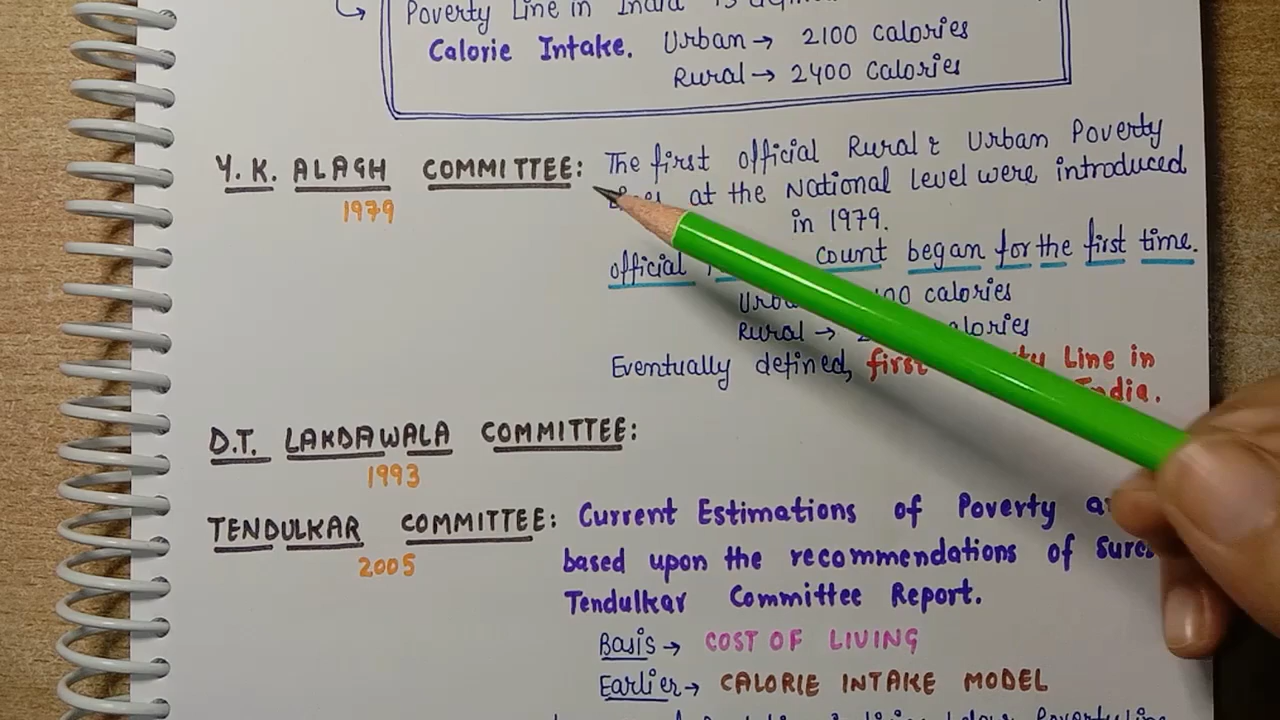 Poverty Line in India is
Calorie Intake. Urban → 2100 calories
Rural → 2400 calories
Y. K. ALAGH COMMITTEE: The first official Rural & Urban Poverty
1979
at the National level were introduced
in 1979.
official count began for the first time.
calories
Rural →
Eventually defined, first Line in
India.
D.T. LAKDAWALA COMMITTEE:
1993
TENDULKAR COMMITTEE: Current Estimations of Poverty
2005
based upon the recommendations of
Tendulkar Committee Report.
Basis → COST OF LIVING
Earlier → CALORIE INTAKE MODEL